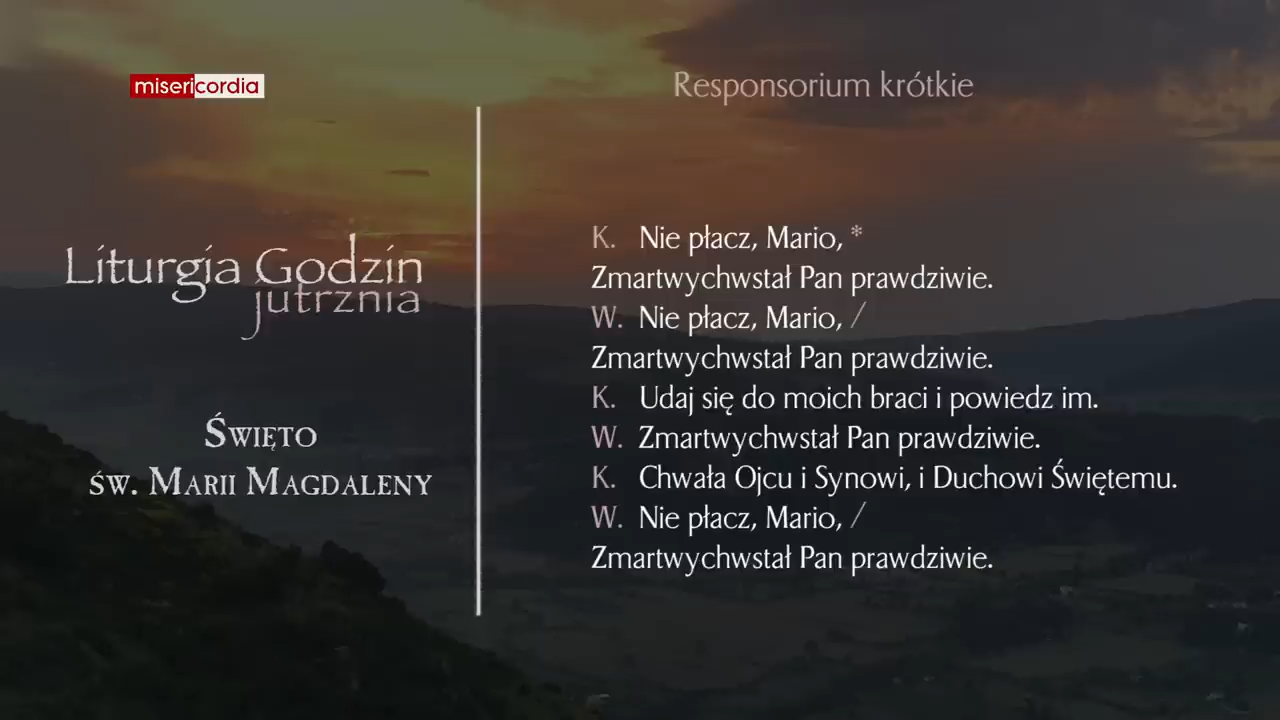 misericordia
Responsorium krótkie
Liturgia Godzin
jutrznia
Święto
św. Marii Magdaleny
K. Nie płacz, Mario, *
Zmartwychwstał Pan prawdziwie.
W. Nie płacz, Mario, /
Zmartwychwstał Pan prawdziwie.
K. Udaj się do moich braci i powiedz im.
W. Zmartwychwstał Pan prawdziwie.
K. Chwała Ojcu i Synowi, i Duchowi Świętemu.
W. Nie płacz, Mario, /
Zmartwychwstał Pan prawdziwie.